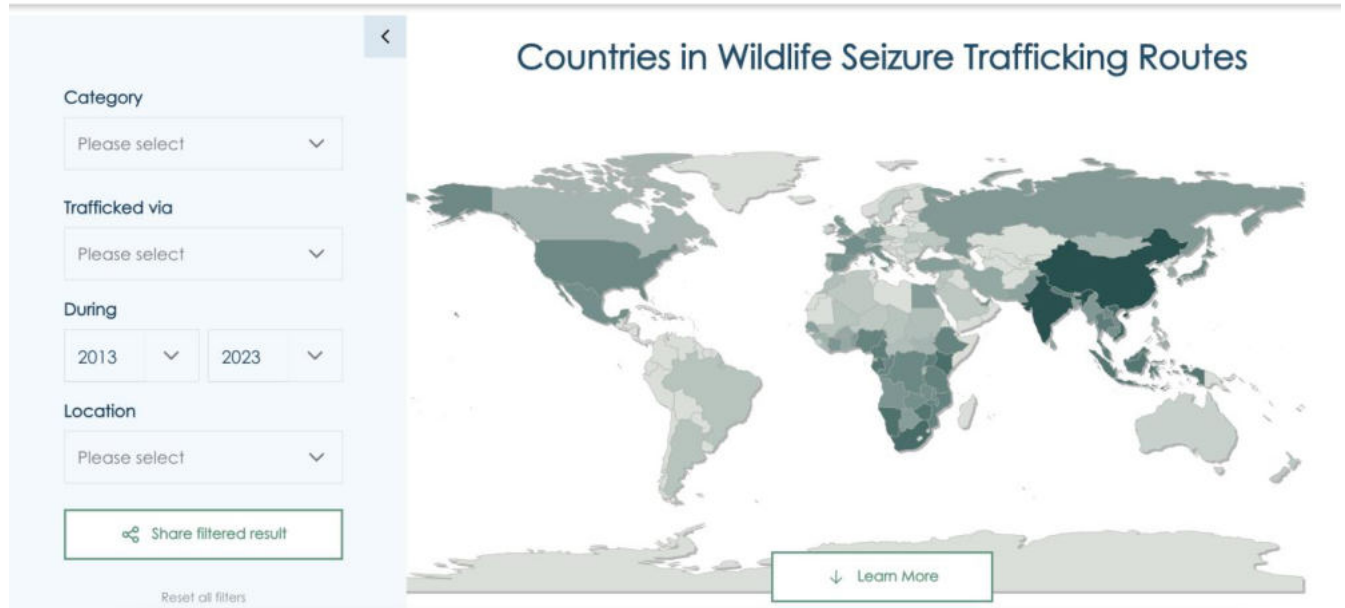 Countries in Wildlife Seizure Trafficking Routes
Category
Please select
Trafficked via
Please select
During
2013 2023
Location
Please select
Share filtered result
Reset all filters
Learn More